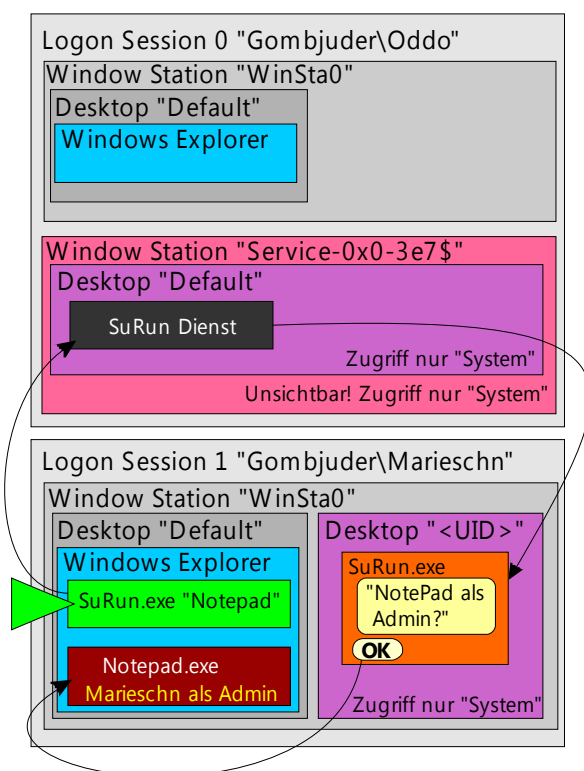 Logon Session 0 "Gombjuder\Oddo"
Window Station "WinSta0"
Desktop "Default"
Windows Explorer
Window Station "Service-0x0-3e7$"
Desktop "Default"
SuRun Dienst
Zugriff nur "System"
Unsichtbar! Zugriff nur "System"
Logon Session 1 "Gombjuder\Marieschn"
Window Station "WinSta0"
Desktop "Default"
Windows Explorer
SuRun.exe "Notepad"
Notepad.exe
Marieschn als Admin
Desktop "<UID>"
SuRun.exe
"NotePad als
Admin?"
OK
Zugriff nur "System"